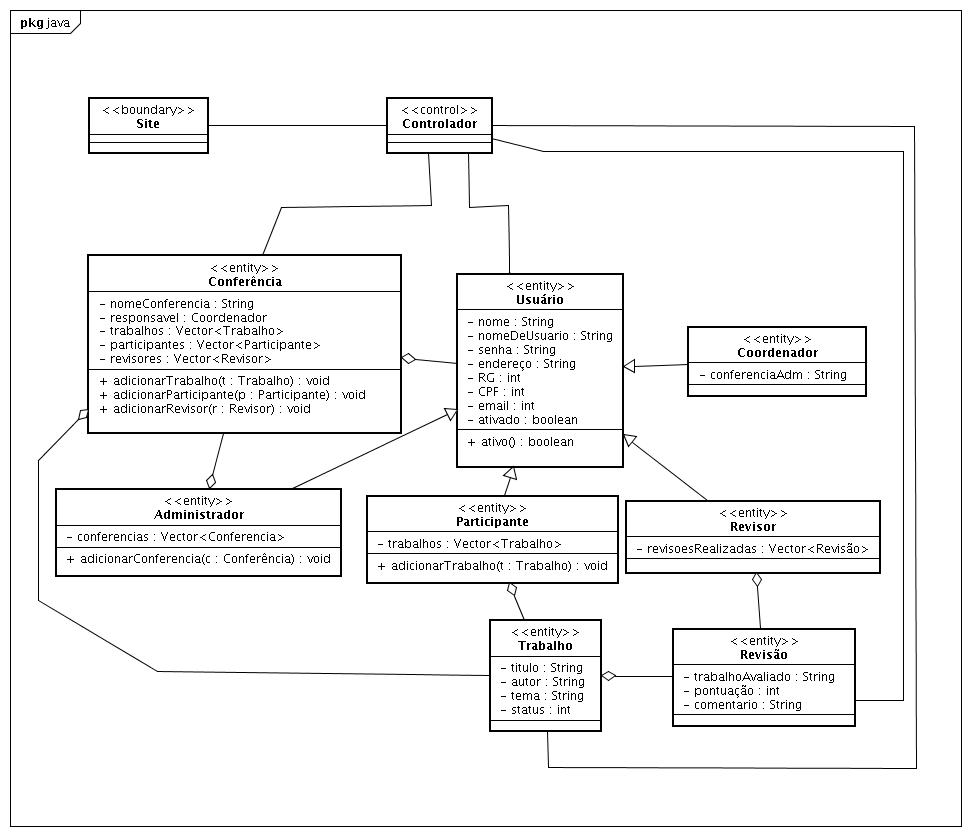 pkg java
<<boundary>>
Site
<<control>>
Controlador
<<entity>>
Conferência
- nomeConferencia : String
- responsavel : Coordenador
- trabalhos : Vector<Trabalho>
- participantes : Vector<Participante>
- revisores : Vector<Revisor>
+ adicionarTrabalho(t : Trabalho) : void
+ adicionarParticipante(p : Participante) : void
+ adicionarRevisor(r : Revisor) : void
<<entity>>
Usuário
- nome : String
- nomeDeUsuario : String
- senha : String
- endereço : String
- RG : int
- CPF : int
- email : int
- ativado : boolean
+ ativo() : boolean
<<entity>>
Coordenador
- conferenciaAdm : String
<<entity>>
Administrador
- conferencias : Vector<Conferencia>
+ adicionarConferencia(c : Conferência) : void
<<entity>>
Participante
- trabalhos : Vector<Trabalho>
+ adicionarTrabalho(t : Trabalho) : void
<<entity>>
Revisor
- revisoesRealizadas : Vector<Revisão>
<<entity>>
Trabalho
- titulo : String
- autor : String
- tema : String
- status : int
<<entity>>
Revisão
- trabalhoAvaliado : String
- pontuação : int
- comentario : String